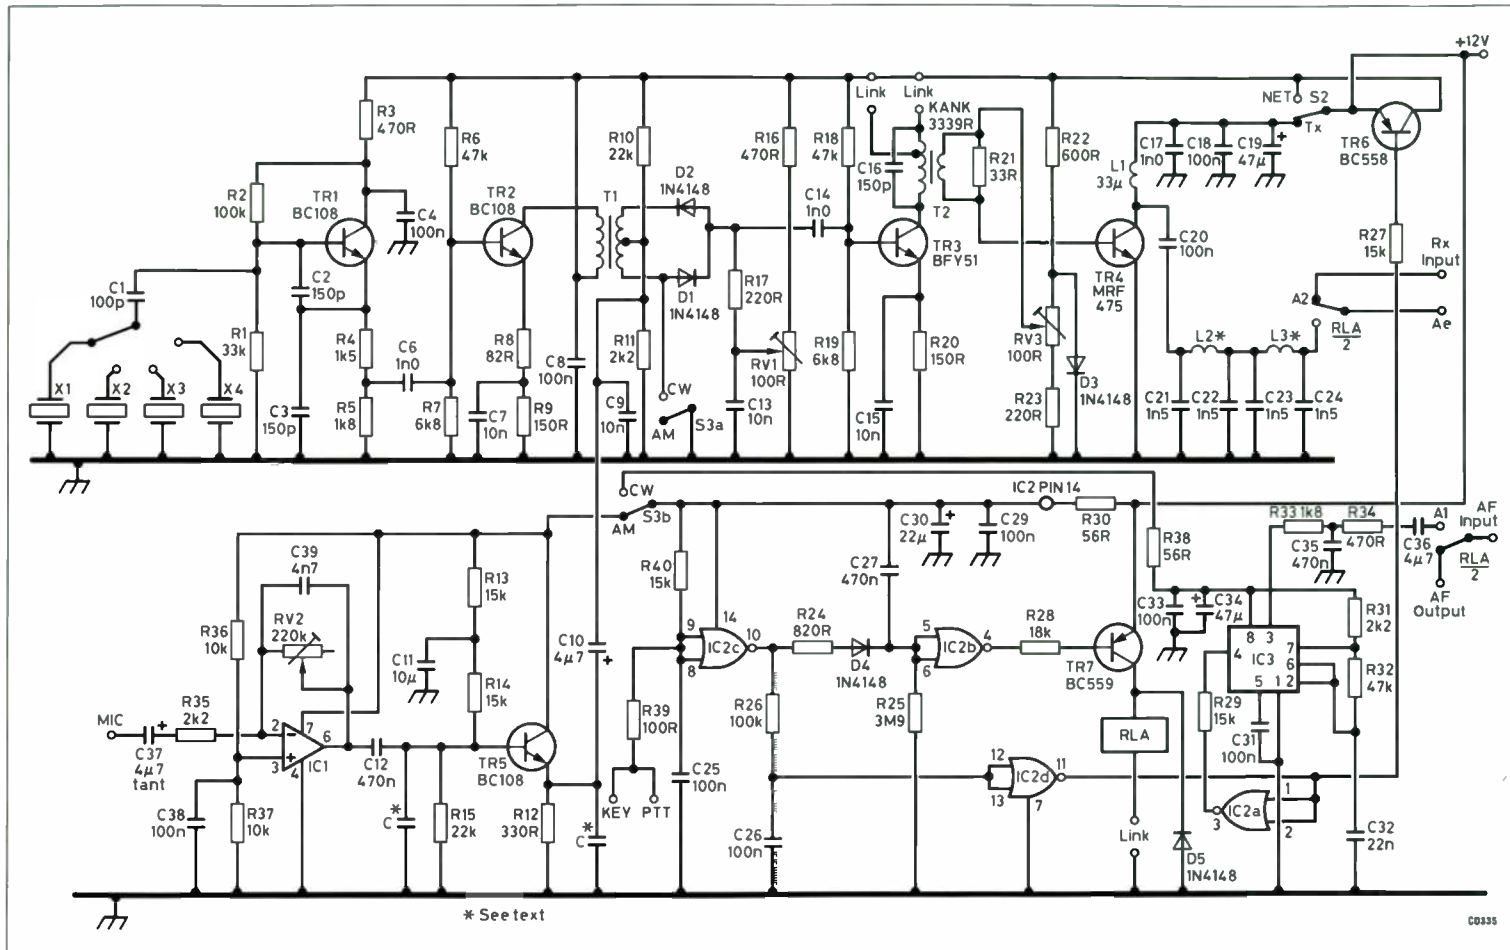 +12V
Link
Link
NET
S2
Tx
KANK
3339R
R3
470R
R6
47k
R10
22k
R16
470R
R18
47k
C16
150p
R21
33R
R22
600R
L1
33µ
C17
1n0
C18
100n
C19
47µ
+
TR6
BC558
R2
100k
TR1
BC108
C4
100n
TR2
BC108
T1
D2
1N4148
C14
1n0
T2
TR3
BFY51
TR4
MRF
475
C20
100n
R27
15k
Rx
Input
C1
100p
C2
150p
R17
220R
D1
1N4148
A2
RLA
2
Ae
R1
33k
R4
1k5
C6
1n0
R8
82R
C8
100n
R11
2k2
RV1
100R
R19
6k8
R20
150R
RV3
100R
D3
1N4148
L2*
L3*
X1
X2
X3
X4
C3
150p
R5
1k8
R7
6k8
C7
10n
R9
150R
C9
10n
CW
AM
S3a
C13
10n
C15
10n
R23
220R
C21
1n5
C22
1n5
C23
1n5
C24
1n5
CW
AM
S3b
IC2 PIN 14
R30
56R
C30
22µ
+
C29
100n
R38
56R
R33 1k8
R34
470R
C35
470n
C36
4µ7
A1
AF
Input
RLA
2
AF
Output
C39
4n7
RV2
220k
R13
15k
R40
15k
C27
470n
R36
10k
C11
10µ
R14
15k
C10
4µ7
+
9
8
14
10
IC2c
R24
820R
D4
1N4148
5
6
4
IC2b
R28
18k
TR7
BC559
C33
100n
C34
47µ
+
8
3
4
IC3
7
6
2
5
1
R31
2k2
R32
47k
MIC
+
C37
4µ7
tant
R35
2k2
2
3
7
6
4
-
+
IC1
C12
470n
TR5
BC108
R39
100R
R26
100k
R25
3M9
RLA
R29
15k
C31
100n
C38
100n
R37
10k
*
C
R15
22k
R12
330R
*
C
KEY
PTT
C25
100n
C26
100n
12
13
11
7
IC2d
Link
D5
1N4148
IC2a
1
2
3
C32
22n
* See text
CD335